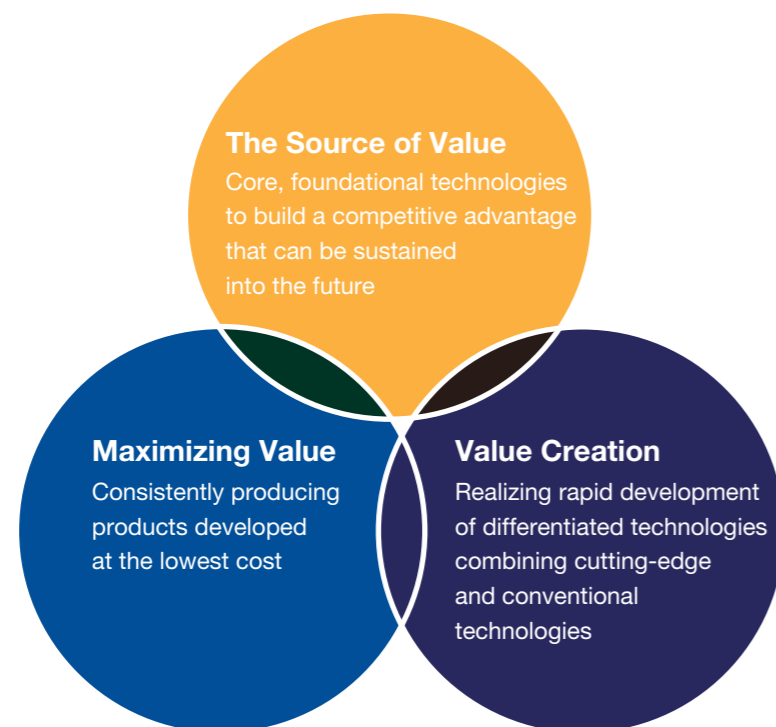 The Source of Value
Core, foundational technologies
to build a competitive advantage
that can be sustained
into the future
Maximizing Value
Consistently producing
products developed
at the lowest cost
Value Creation
Realizing rapid development
of differentiated technologies
combining cutting-edge
and conventional
technologies